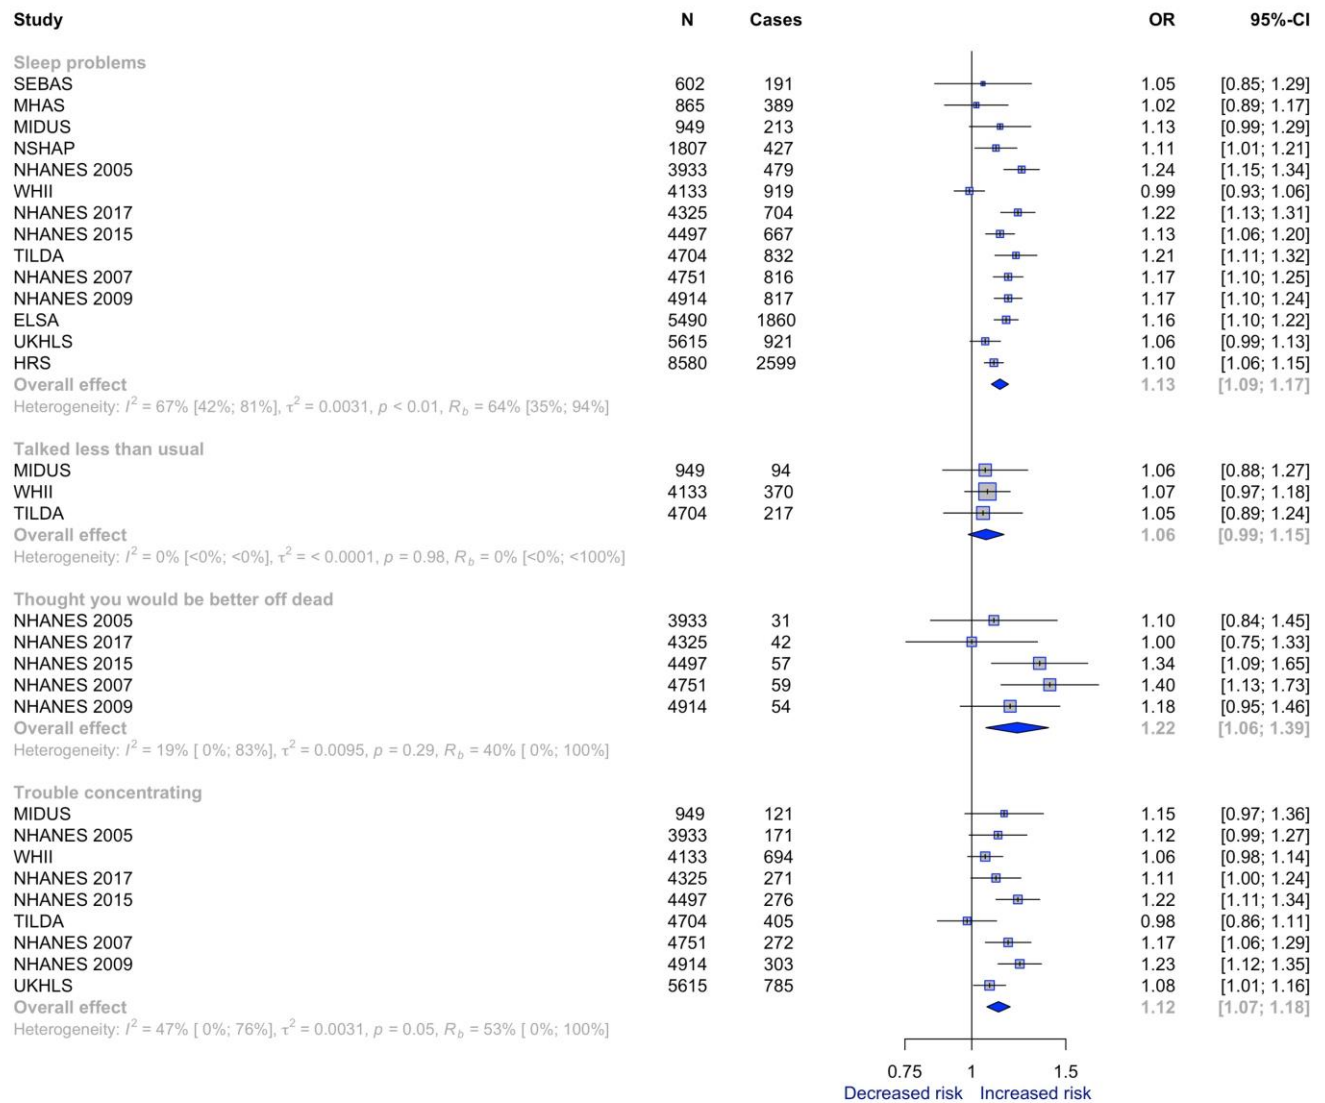 Study N Cases OR 95%-CI
Sleep problems
SEBAS 602 191 1.05 [0.85; 1.29]
MHAS 865 389 1.02 [0.89; 1.17]
MIDUS 949 213 1.13 [0.99; 1.29]
NSHAP 1807 427 1.11 [1.01; 1.21]
NHANES 2005 3933 479 1.24 [1.15; 1.34]
WHII 4133 919 0.99 [0.93; 1.06]
NHANES 2017 4325 704 1.22 [1.13; 1.31]
NHANES 2015 4497 667 1.13 [1.06; 1.20]
TILDA 4704 832 1.21 [1.11; 1.32]
NHANES 2007 4751 816 1.17 [1.10; 1.25]
NHANES 2009 4914 817 1.17 [1.10; 1.24]
ELSA 5490 1860 1.16 [1.10; 1.22]
UKHLS 5615 921 1.06 [0.99; 1.13]
HRS 8580 2599 1.10 [1.06; 1.15]
Overall effect 1.13 [1.09; 1.17]
Heterogeneity: I² = 67% [42%; 81%], τ² = 0.0031, p < 0.01, R_b = 64% [35%; 94%]
Talked less than usual
MIDUS 949 94 1.06 [0.88; 1.27]
WHII 4133 370 1.07 [0.97; 1.18]
TILDA 4704 217 1.05 [0.89; 1.24]
Overall effect 1.06 [0.99; 1.15]
Heterogeneity: I² = 0% [<0%; <0%], τ² = < 0.0001, p = 0.98, R_b = 0% [<0%; <100%]
Thought you would be better off dead
NHANES 2005 3933 31 1.10 [0.84; 1.45]
NHANES 2017 4325 42 1.00 [0.75; 1.33]
NHANES 2015 4497 57 1.34 [1.09; 1.65]
NHANES 2007 4751 59 1.40 [1.13; 1.73]
NHANES 2009 4914 54 1.18 [0.95; 1.46]
Overall effect 1.22 [1.06; 1.39]
Heterogeneity: I² = 19% [ 0%; 83%], τ² = 0.0095, p = 0.29, R_b = 40% [ 0%; 100%]
Trouble concentrating
MIDUS 949 121 1.15 [0.97; 1.36]
NHANES 2005 3933 171 1.12 [0.99; 1.27]
WHII 4133 694 1.06 [0.98; 1.14]
NHANES 2017 4325 271 1.11 [1.00; 1.24]
NHANES 2015 4497 276 1.22 [1.11; 1.34]
TILDA 4704 405 0.98 [0.86; 1.11]
NHANES 2007 4751 272 1.17 [1.06; 1.29]
NHANES 2009 4914 303 1.23 [1.12; 1.35]
UKHLS 5615 785 1.08 [1.01; 1.16]
Overall effect 1.12 [1.07; 1.18]
Heterogeneity: I² = 47% [ 0%; 76%], τ² = 0.0031, p = 0.05, R_b = 53% [ 0%; 100%]
0.75 1 1.5
Decreased risk Increased risk